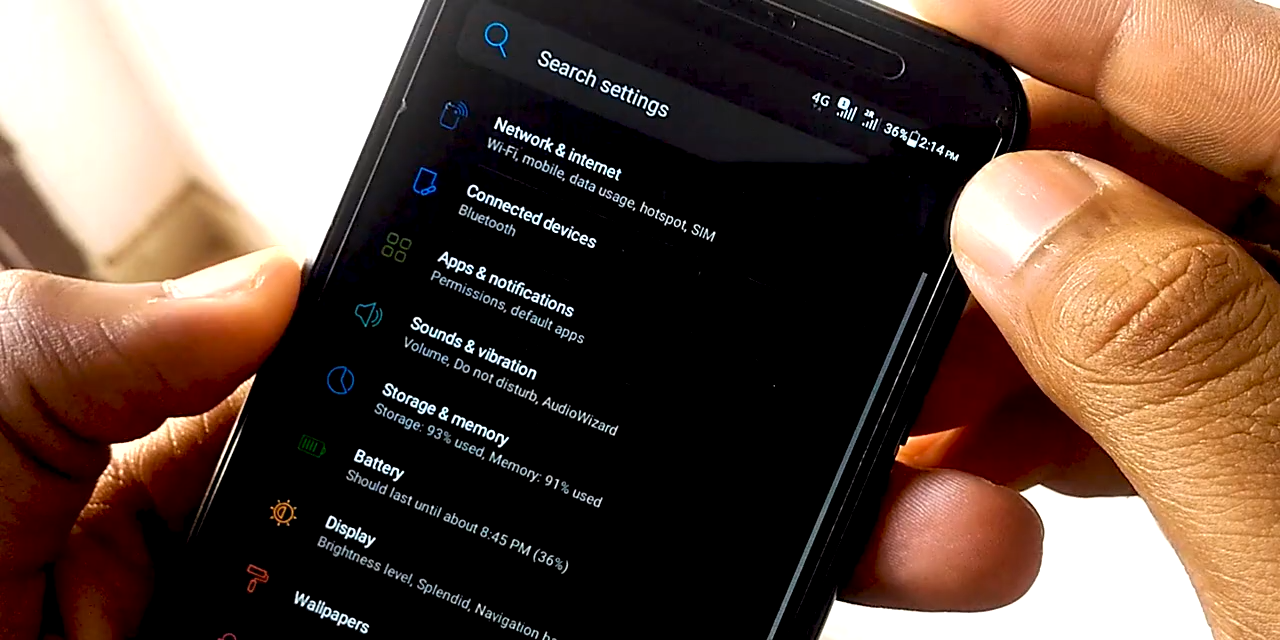 4G 2R 36% 2:14 PM
Search settings
Network & internet
Wi-Fi, mobile, data usage, hotspot, SIM
Connected devices
Bluetooth
Apps & notifications
Permissions, default apps
Sounds & vibration
Volume, Do not disturb, AudioWizard
Storage & memory
Storage: 93% used, Memory: 91% used
Battery
Should last until about 8:45 PM (36%)
Display
Brightness level, Splendid, Navigation
Wallpapers